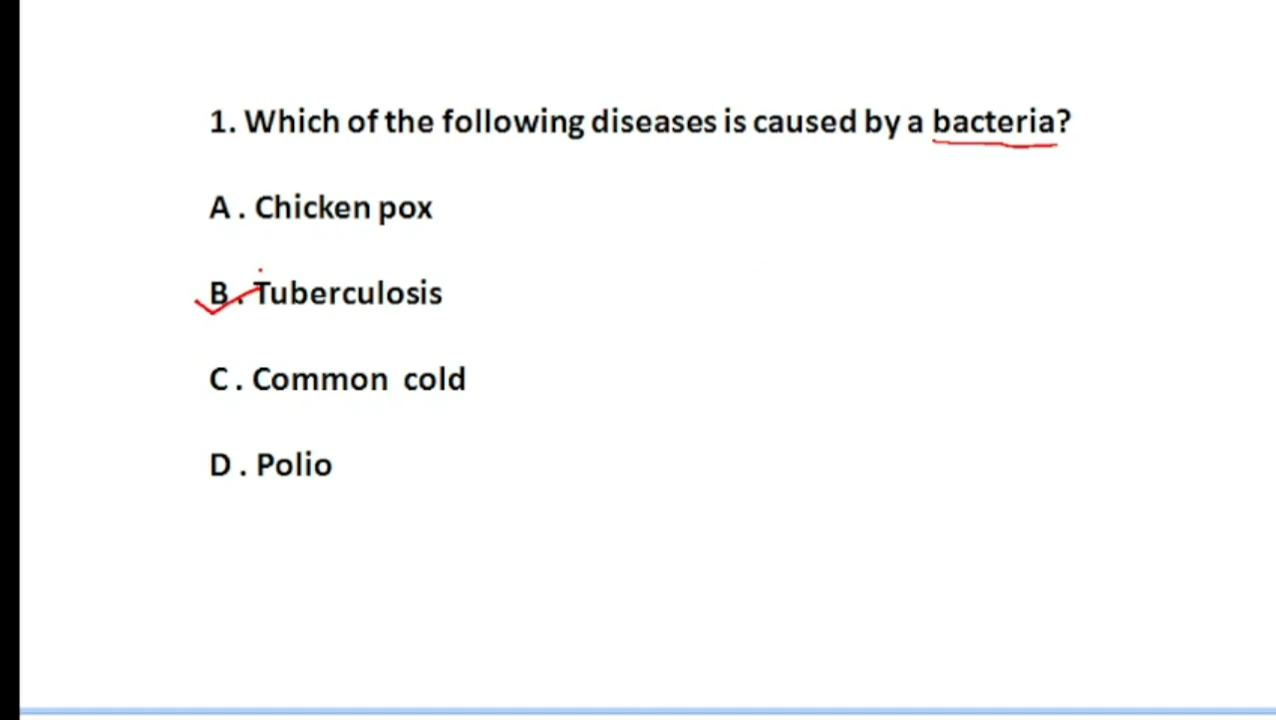 1. Which of the following diseases is caused by a bacteria?
A . Chicken pox
B . Tuberculosis
C . Common cold
D . Polio